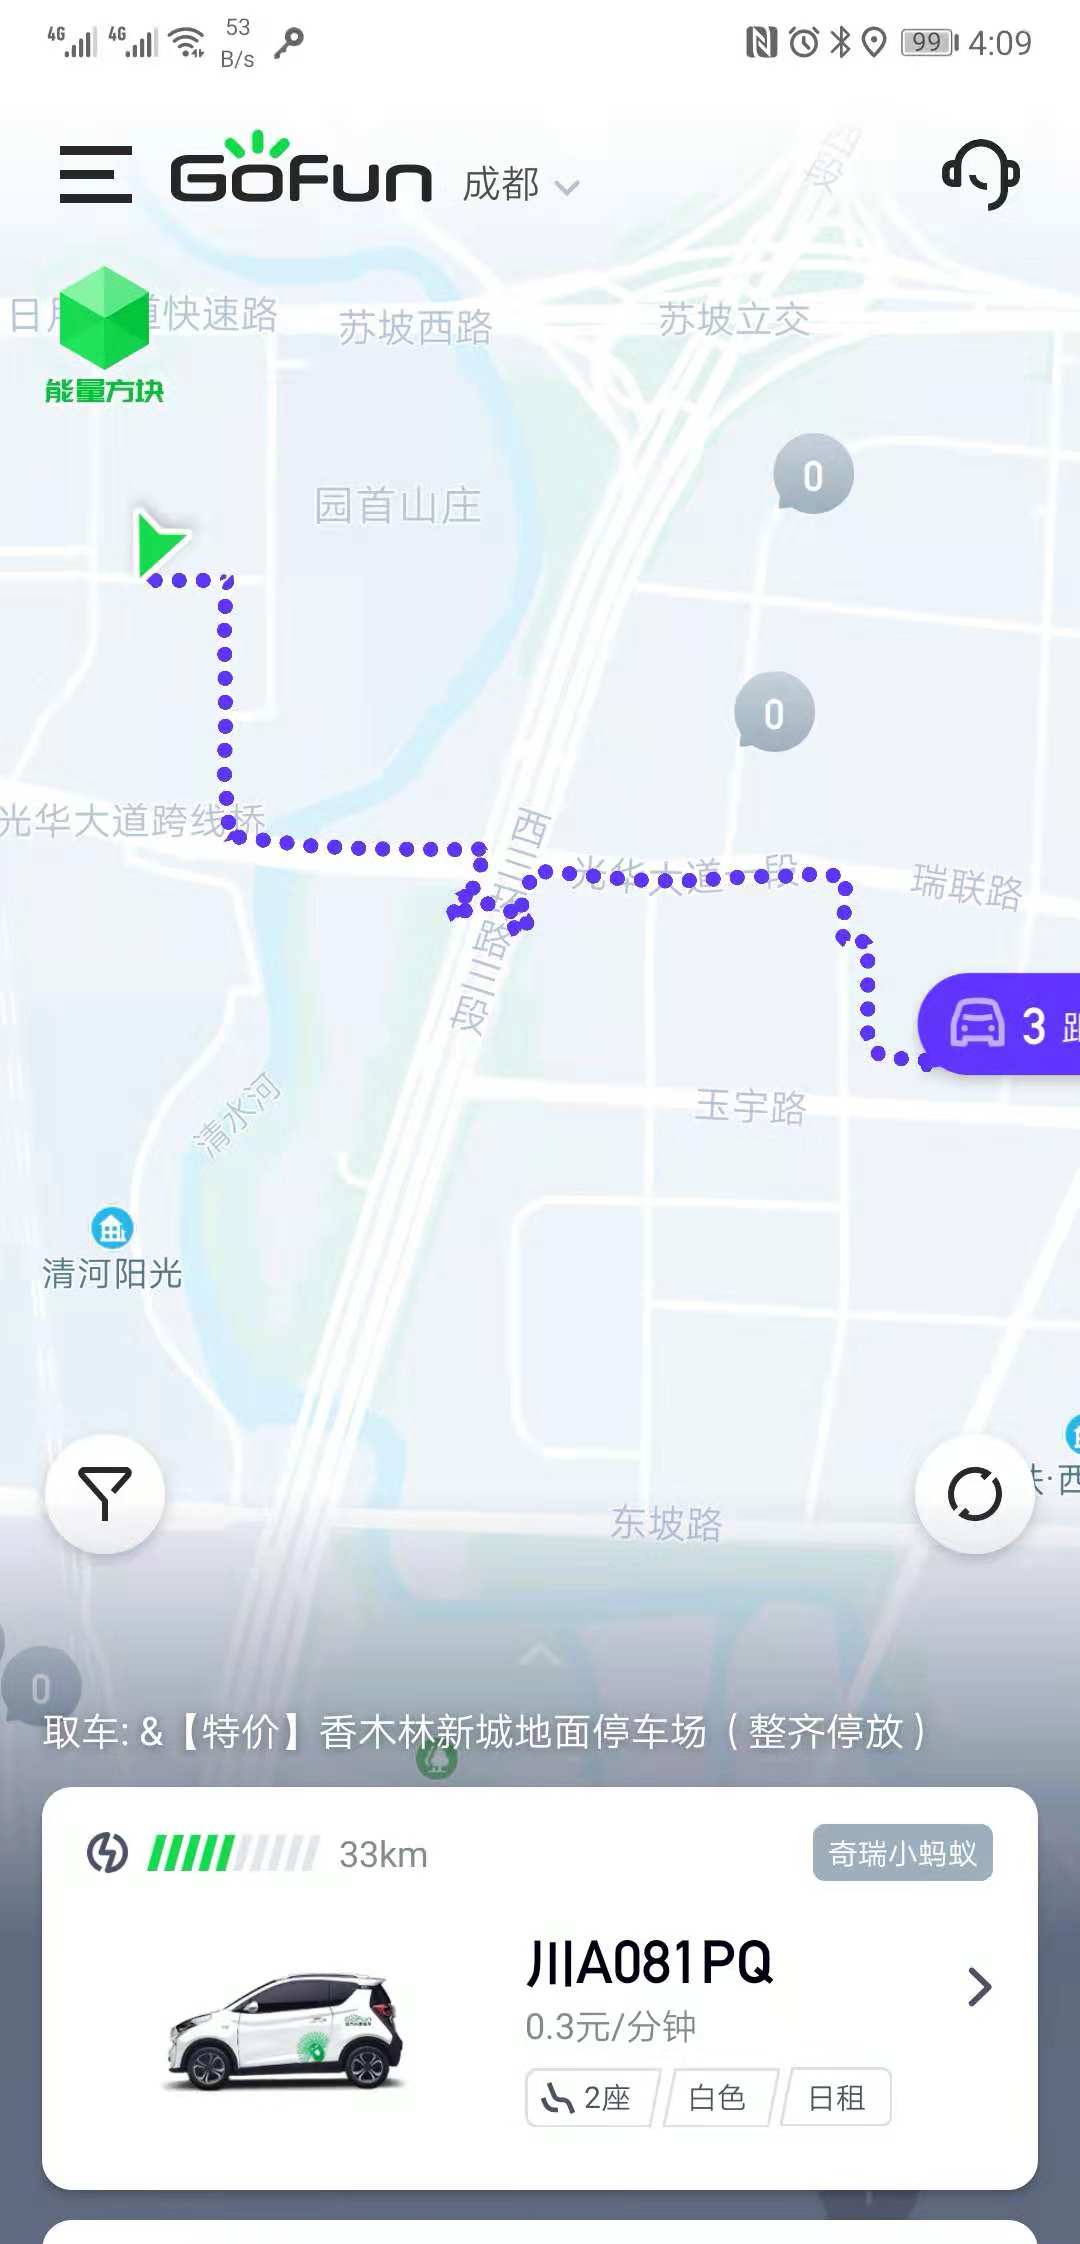 4G 4G 53 B/s 99 4:09
GoFun 成都
快速路
苏坡西路
苏坡立交
能量方块
0
园首山庄
0
光华大道跨线桥
西三环路三段
光华大道一段
瑞联路
3
玉宇路
清水河
清河阳光
东坡路
0
取车: &【特价】香木林新城地面停车场（整齐停放）
33km
奇瑞小蚂蚁
川A081PQ
0.3元/分钟
2座
白色
日租